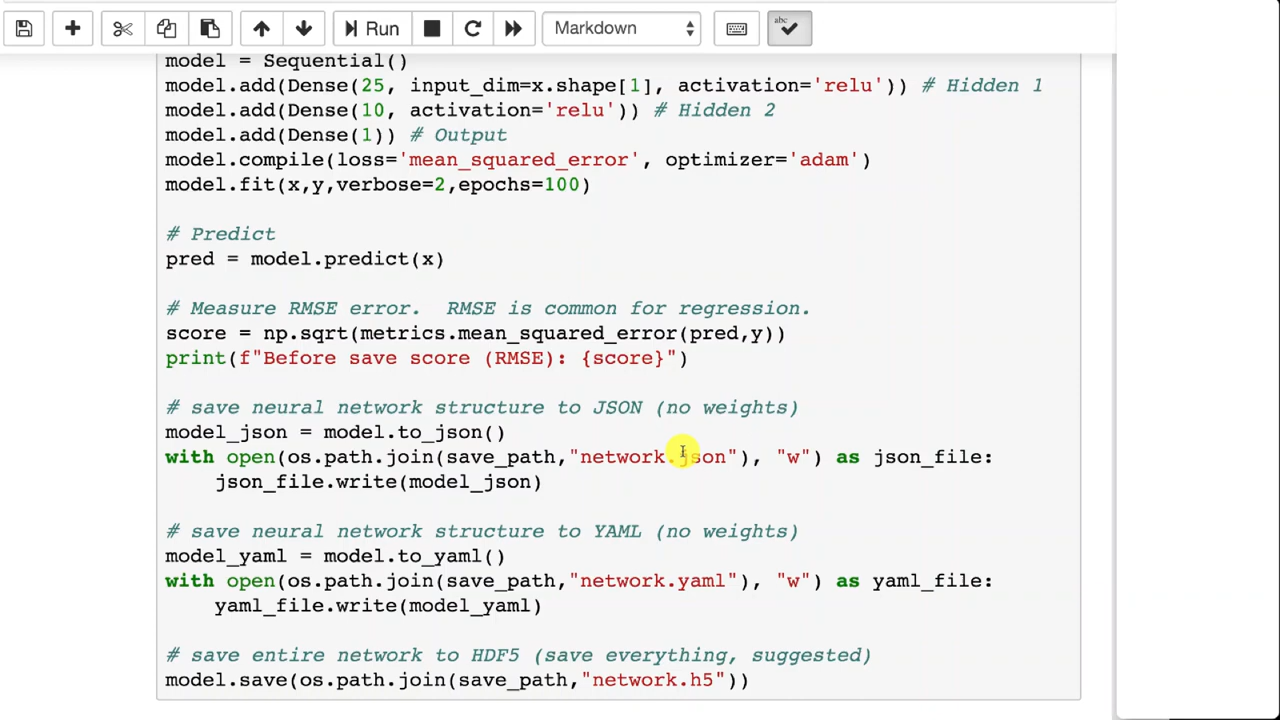 Run
Markdown
abc
model = Sequential()
model.add(Dense(25, input_dim=x.shape[1], activation='relu')) # Hidden 1
model.add(Dense(10, activation='relu')) # Hidden 2
model.add(Dense(1)) # Output
model.compile(loss='mean_squared_error', optimizer='adam')
model.fit(x,y,verbose=2,epochs=100)
# Predict
pred = model.predict(x)
# Measure RMSE error.  RMSE is common for regression.
score = np.sqrt(metrics.mean_squared_error(pred,y))
print(f"Before save score (RMSE): {score}")
# save neural network structure to JSON (no weights)
model_json = model.to_json()
with open(os.path.join(save_path,"network.json"), "w") as json_file:
    json_file.write(model_json)
# save neural network structure to YAML (no weights)
model_yaml = model.to_yaml()
with open(os.path.join(save_path,"network.yaml"), "w") as yaml_file:
    yaml_file.write(model_yaml)
# save entire network to HDF5 (save everything, suggested)
model.save(os.path.join(save_path,"network.h5"))